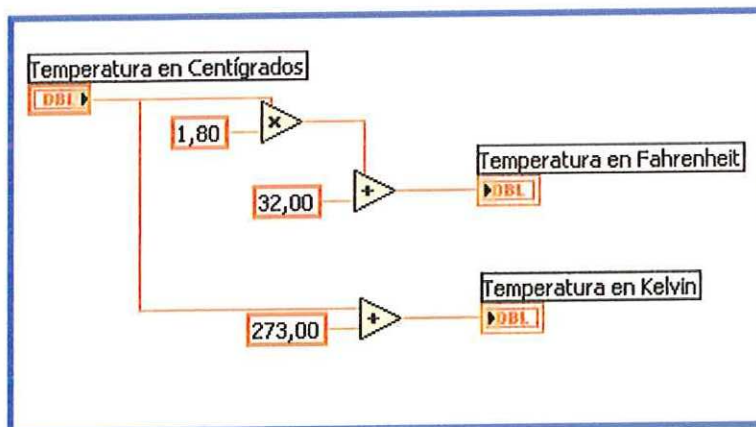 Temperatura en Centígrados
DBL
1,80
x
Temperatura en Fahrenheit
32,00
+
DBL
Temperatura en Kelvin
273,00
+
DBL